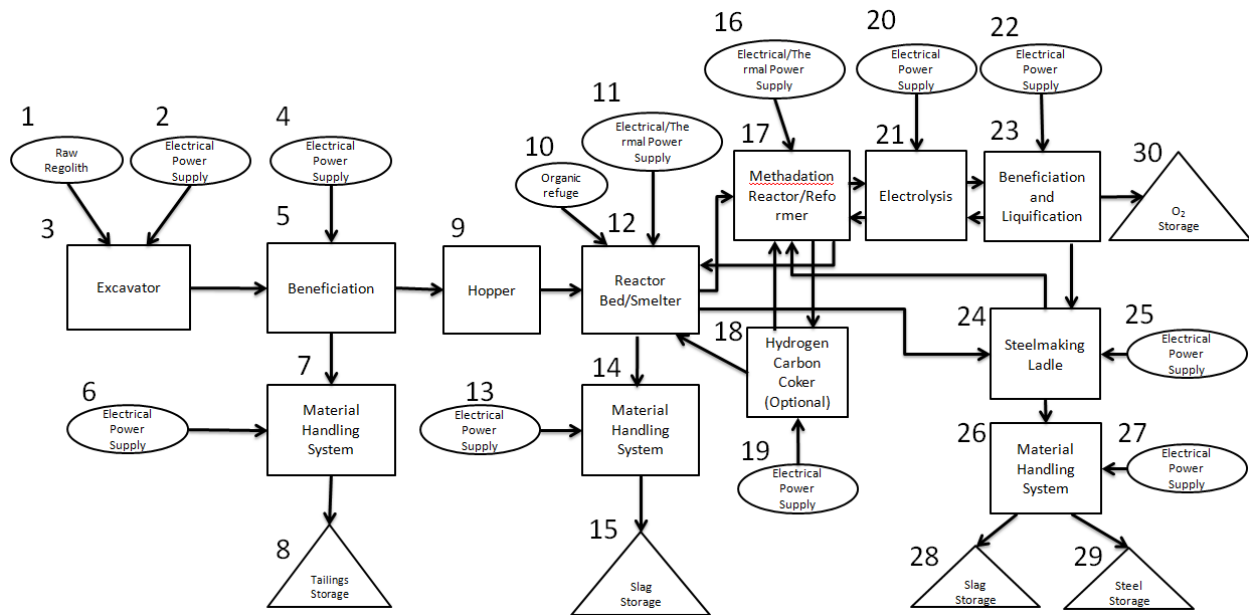 1
Raw
Regolith
2
Electrical
Power
Supply
3
Excavator
4
Electrical
Power
Supply
5
Beneficiation
6
Electrical
Power
Supply
7
Material
Handling
System
8
Tailings
Storage
9
Hopper
10
Organic
refuge
11
Electrical/The
rmal Power
Supply
12
Reactor
Bed/Smelter
13
Electrical
Power
Supply
14
Material
Handling
System
15
Slag
Storage
16
Electrical/The
rmal Power
Supply
17
Methadation
Reactor/Refo
rmer
18
Hydrogen
Carbon
Coker
(Optional)
19
Electrical
Power
Supply
20
Electrical
Power
Supply
21
Electrolysis
22
Electrical
Power
Supply
23
Beneficiation
and
Liquification
24
Steelmaking
Ladle
25
Electrical
Power
Supply
26
Material
Handling
System
27
Electrical
Power
Supply
28
Slag
Storage
29
Steel
Storage
30
O₂
Storage